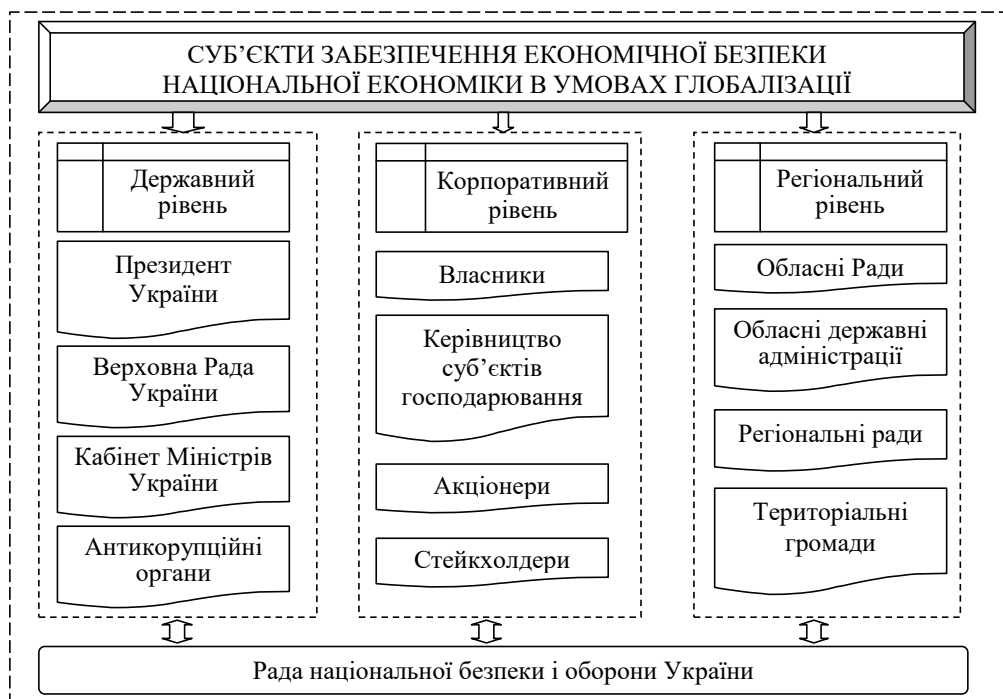 СУБ’ЄКТИ ЗАБЕЗПЕЧЕННЯ ЕКОНОМІЧНОЇ БЕЗПЕКИ
НАЦІОНАЛЬНОЇ ЕКОНОМІКИ В УМОВАХ ГЛОБАЛІЗАЦІЇ
Державний
рівень
Президент
України
Верховна Рада
України
Кабінет Міністрів
України
Антикорупційні
органи
Корпоративний
рівень
Власники
Керівництво
суб’єктів
господарювання
Акціонери
Стейкхолдери
Регіональний
рівень
Обласні Ради
Обласні державні
адміністрації
Регіональні ради
Територіальні
громади
Рада національної безпеки і оборони України